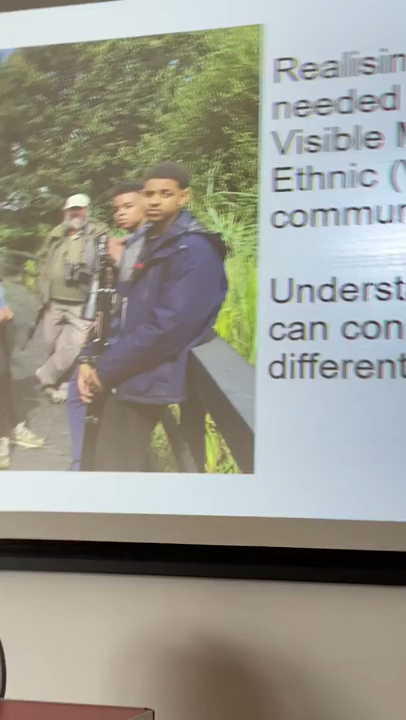 Realisin
needed
Visible M
Ethnic (V
commun
Underst
can con
different